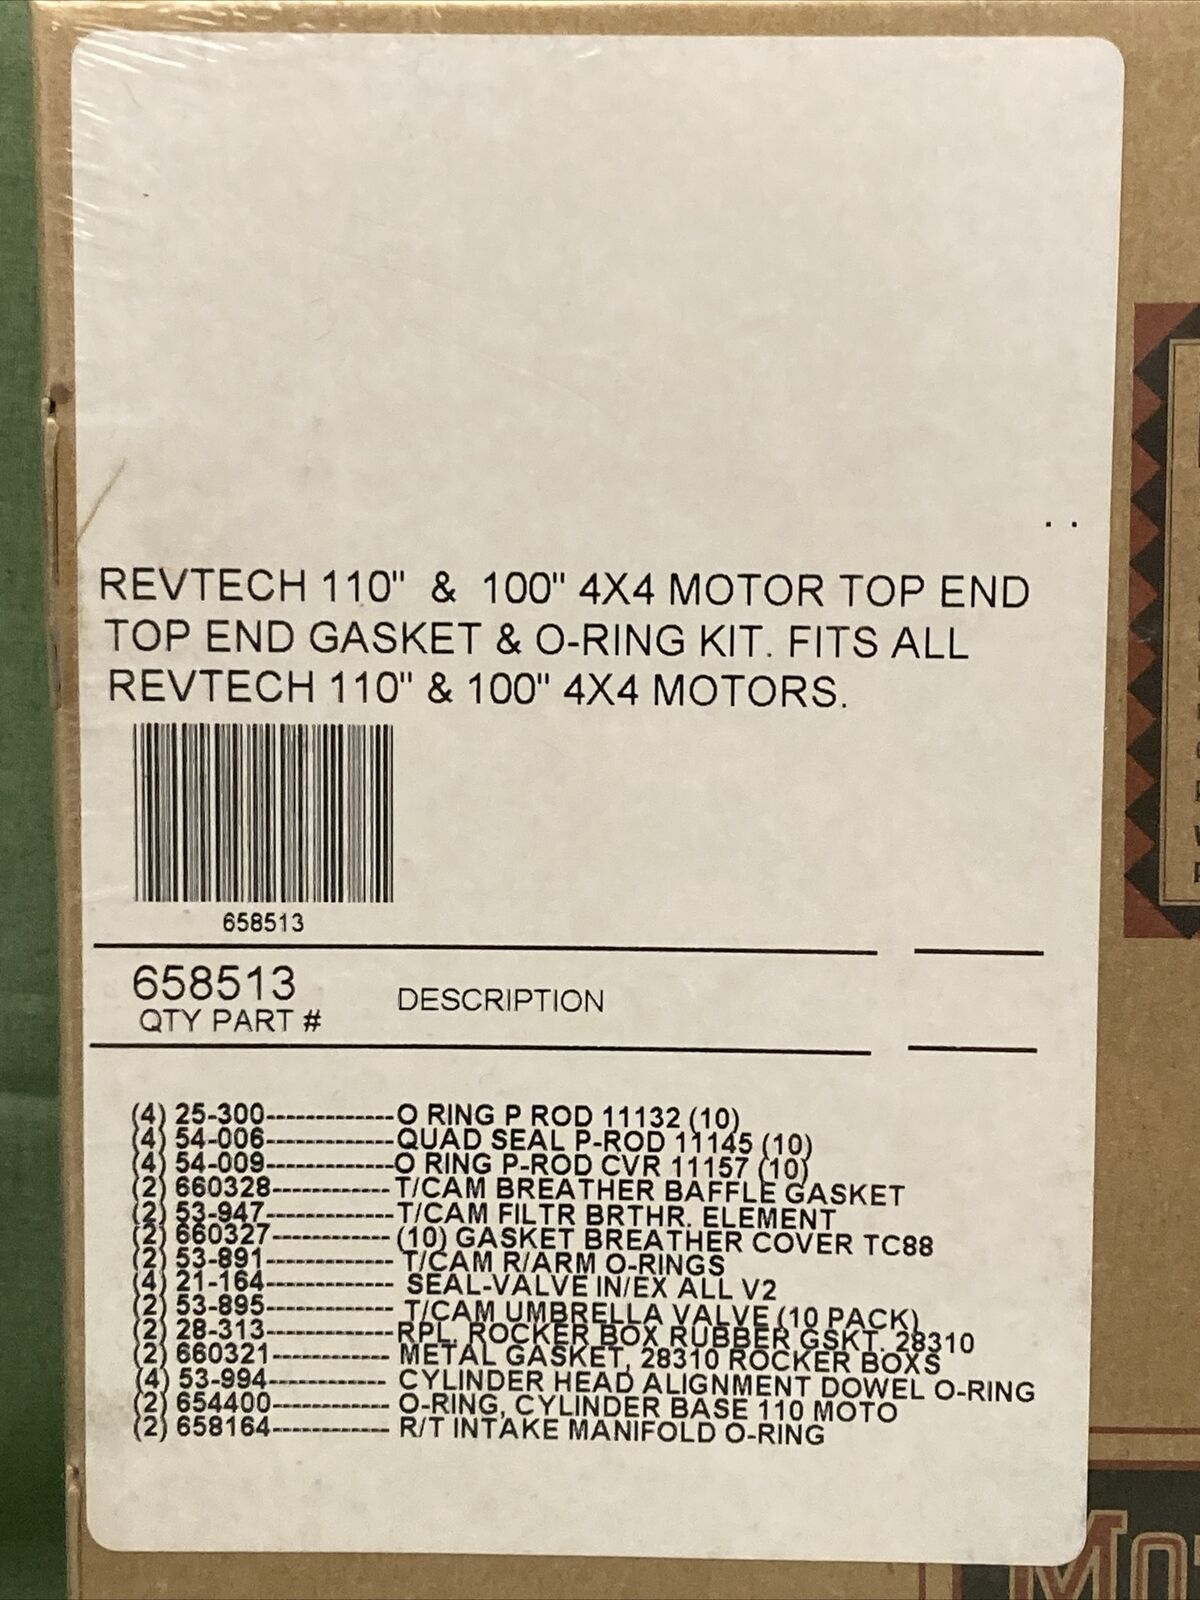 REVTECH 110" & 100" 4X4 MOTOR TOP END
TOP END GASKET & O-RING KIT. FITS ALL
REVTECH 110" & 100" 4X4 MOTORS.
658513
658513
QTY PART # DESCRIPTION
(4) 25-300-------------O RING P ROD 11132 (10)
(4) 54-006-------------QUAD SEAL P-ROD 11145 (10)
(4) 54-009-------------O RING P-ROD CVR 11157 (10)
(2) 660328------------T/CAM BREATHER BAFFLE GASKET
(2) 53-947-------------T/CAM FILTR BRTHR. ELEMENT
(2) 660327------------(10) GASKET BREATHER COVER TC88
(2) 53-891------------- T/CAM R/ARM O-RINGS
(4) 21-164------------- SEAL-VALVE IN/EX ALL V2
(2) 53-895------------- T/CAM UMBRELLA VALVE (10 PACK)
(2) 28-313-------------RPL. ROCKER BOX RUBBER GSKT. 28310
(2) 660321------------ METAL GASKET, 28310 ROCKER BOXS
(4) 53-994------------ CYLINDER HEAD ALIGNMENT DOWEL O-RING
(2) 654400------------ O-RING, CYLINDER BASE 110 MOTO
(2) 658164------------ R/T INTAKE MANIFOLD O-RING